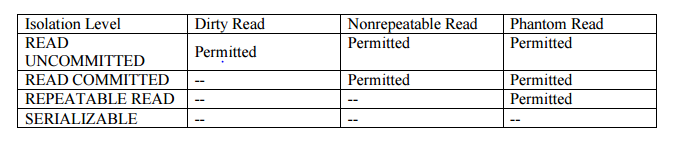 Isolation Level Dirty Read Nonrepeatable Read Phantom Read
READ UNCOMMITTED Permitted Permitted Permitted
READ COMMITTED -- Permitted Permitted
REPEATABLE READ -- -- Permitted
SERIALIZABLE -- -- --